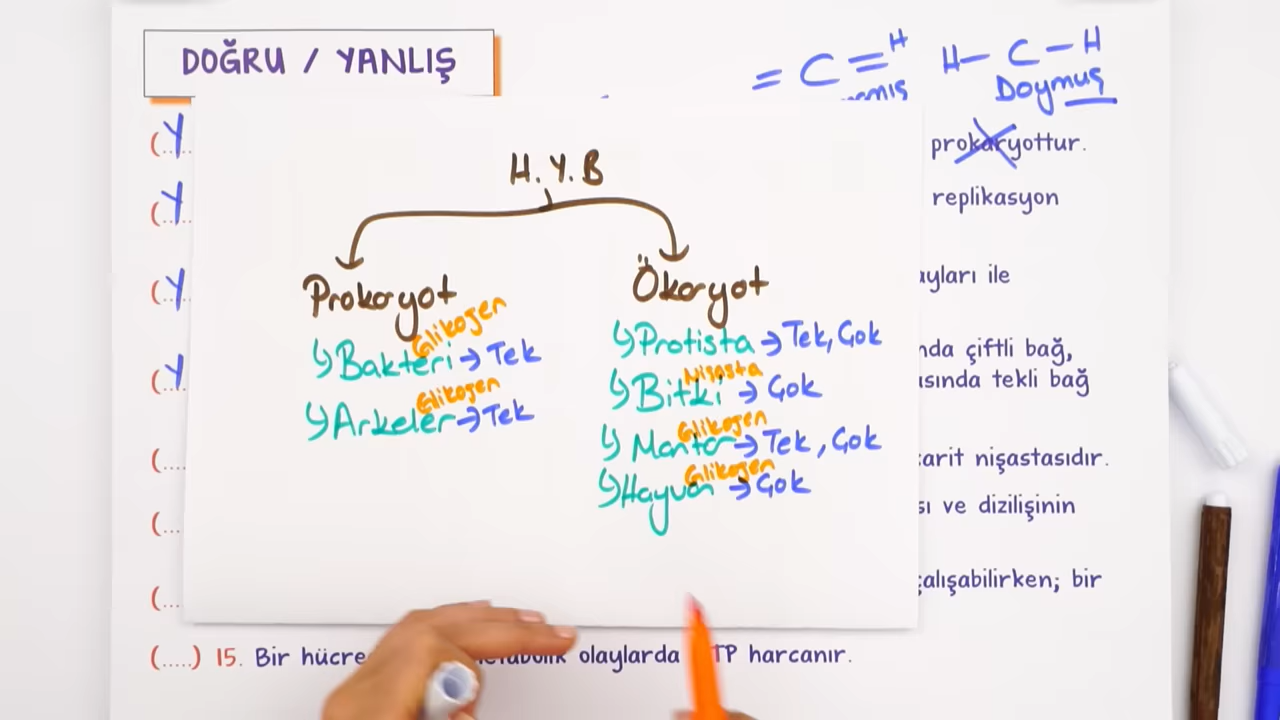 DOĞRU / YANLIŞ
= C = H
H- C - H
Doymuş
(Y.. prokaryottur.
(Y.. replikasyon
(Y.. ayları ile
(Y.. nda çiftli bağ,
asında tekli bağ
(.... karit nişastasıdır.
(.... sı ve dizilişinin
(.... çalışabilirken; bir
(.....) 15. Bir hücre olaylarda TP harcanır.
H. Y. B
Prokaryot
Glikojen
Bakteri → Tek
Glikojen
Arkeler → Tek
Ökaryot
Protista → Tek, Çok
Nişasta
Bitki → Çok
Glikojen
Mantar → Tek, Çok
Glikojen
Hayvan → Çok